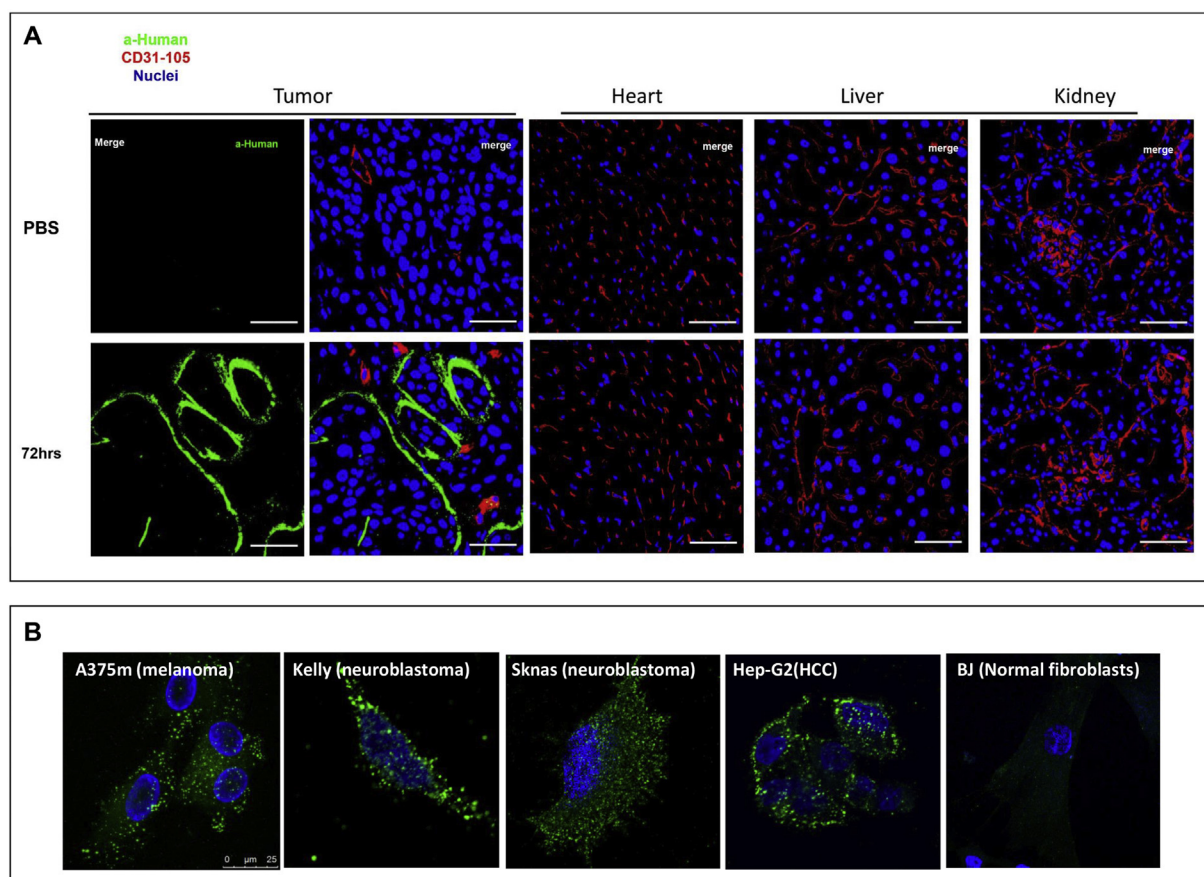 A
a-Human
CD31-105
Nuclei
Tumor Heart Liver Kidney
Merge a-Human merge merge merge merge
PBS
72hrs
B
A375m (melanoma) Kelly (neuroblastoma) Sknas (neuroblastoma) Hep-G2(HCC) BJ (Normal fibroblasts)
0 µm 25